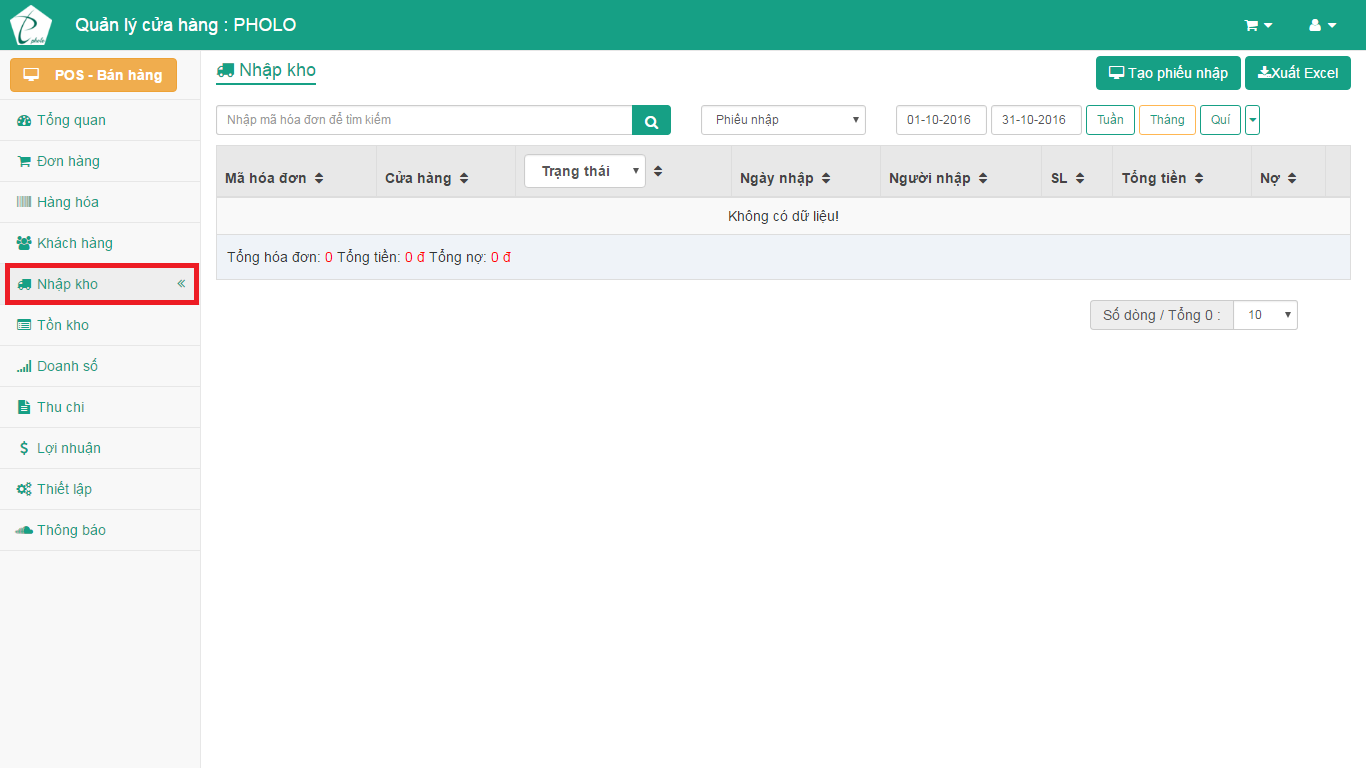 pholo
Quản lý cửa hàng : PHOLO
POS - Bán hàng
Tổng quan
Đơn hàng
Hàng hóa
Khách hàng
Nhập kho
Tồn kho
Doanh số
Thu chi
Lợi nhuận
Thiết lập
Thông báo
Nhập kho
Tạo phiếu nhập
Xuất Excel
Nhập mã hóa đơn để tìm kiếm
Phiếu nhập
01-10-2016
31-10-2016
Tuần
Tháng
Quí
Mã hóa đơn
Cửa hàng
Trạng thái
Ngày nhập
Người nhập
SL
Tổng tiền
Nợ
Không có dữ liệu!
Tổng hóa đơn: 0 Tổng tiền: 0 đ Tổng nợ: 0 đ
Số dòng / Tổng 0 :
10